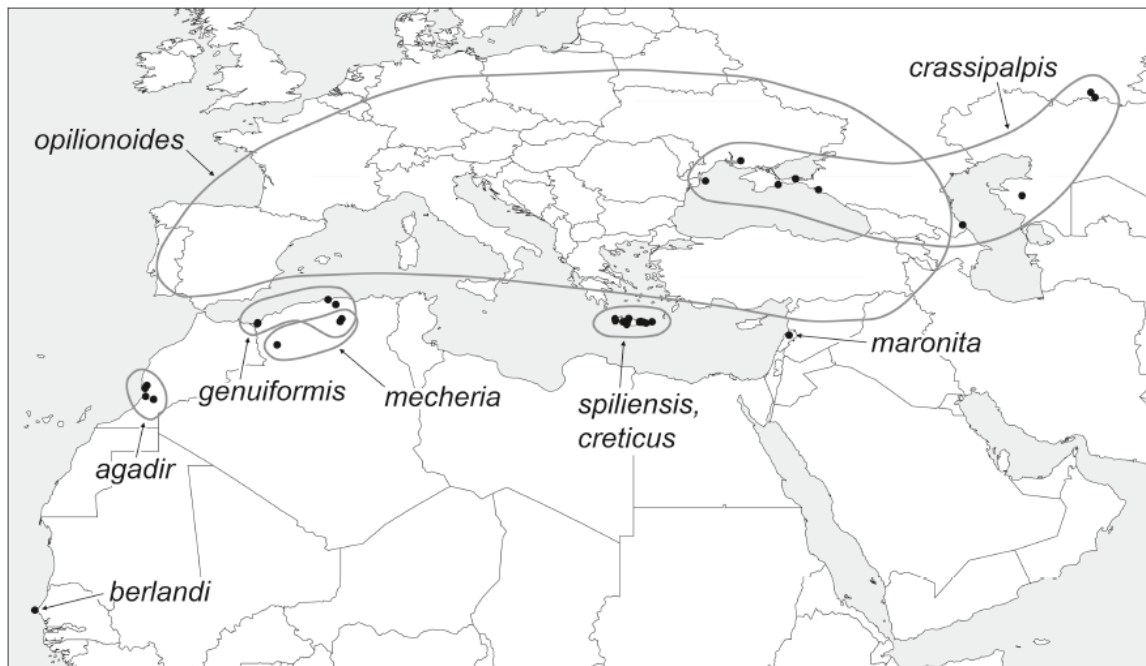 crassipalpis
opilionoides
maronita
genuiformis
mecheria
spiliensis,
creticus
agadir
berlandi